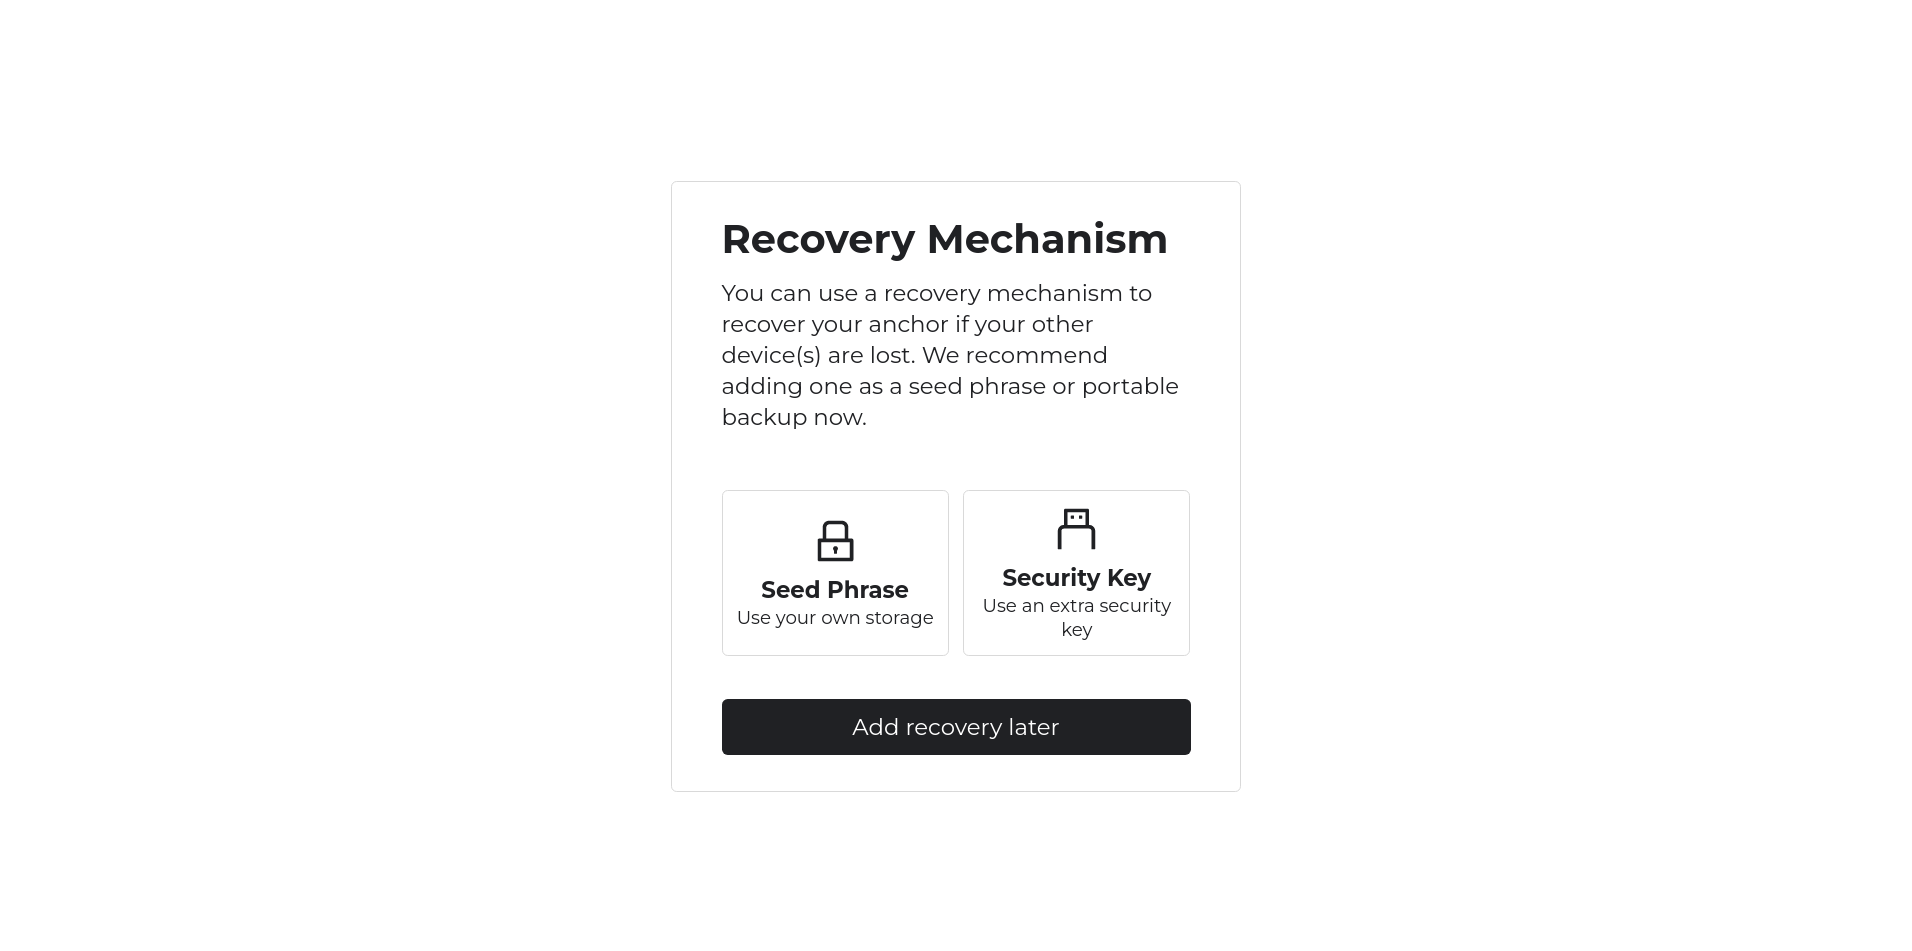 Recovery Mechanism
You can use a recovery mechanism to
recover your anchor if your other
device(s) are lost. We recommend
adding one as a seed phrase or portable
backup now.
Seed Phrase
Use your own storage
Security Key
Use an extra security
key
Add recovery later